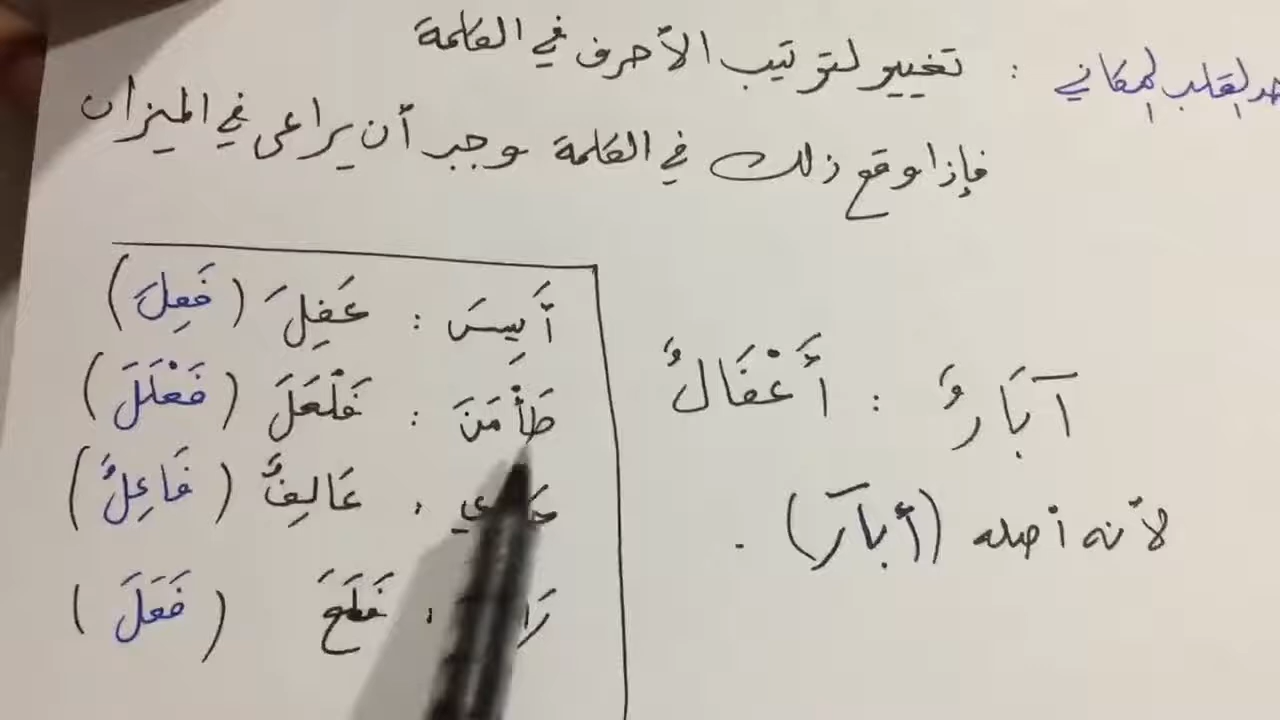 القلب المكاني : تغيير لترتيب الأحرف في الكلمة
فإذا وقع ذلك في الكلمة وجب أن يراعى في الميزان
آبَارٌ : أَعْفَالٌ
لأنه أصله (أبآر) .
أَيِسَ : عَفِلَ (فَعِلَ)
طَأْمَنَ : فَلْعَلَ (فَعْلَلَ)
عَالِفٌ (فَاعِلٌ)
فَلَعَ (فَعَلَ)